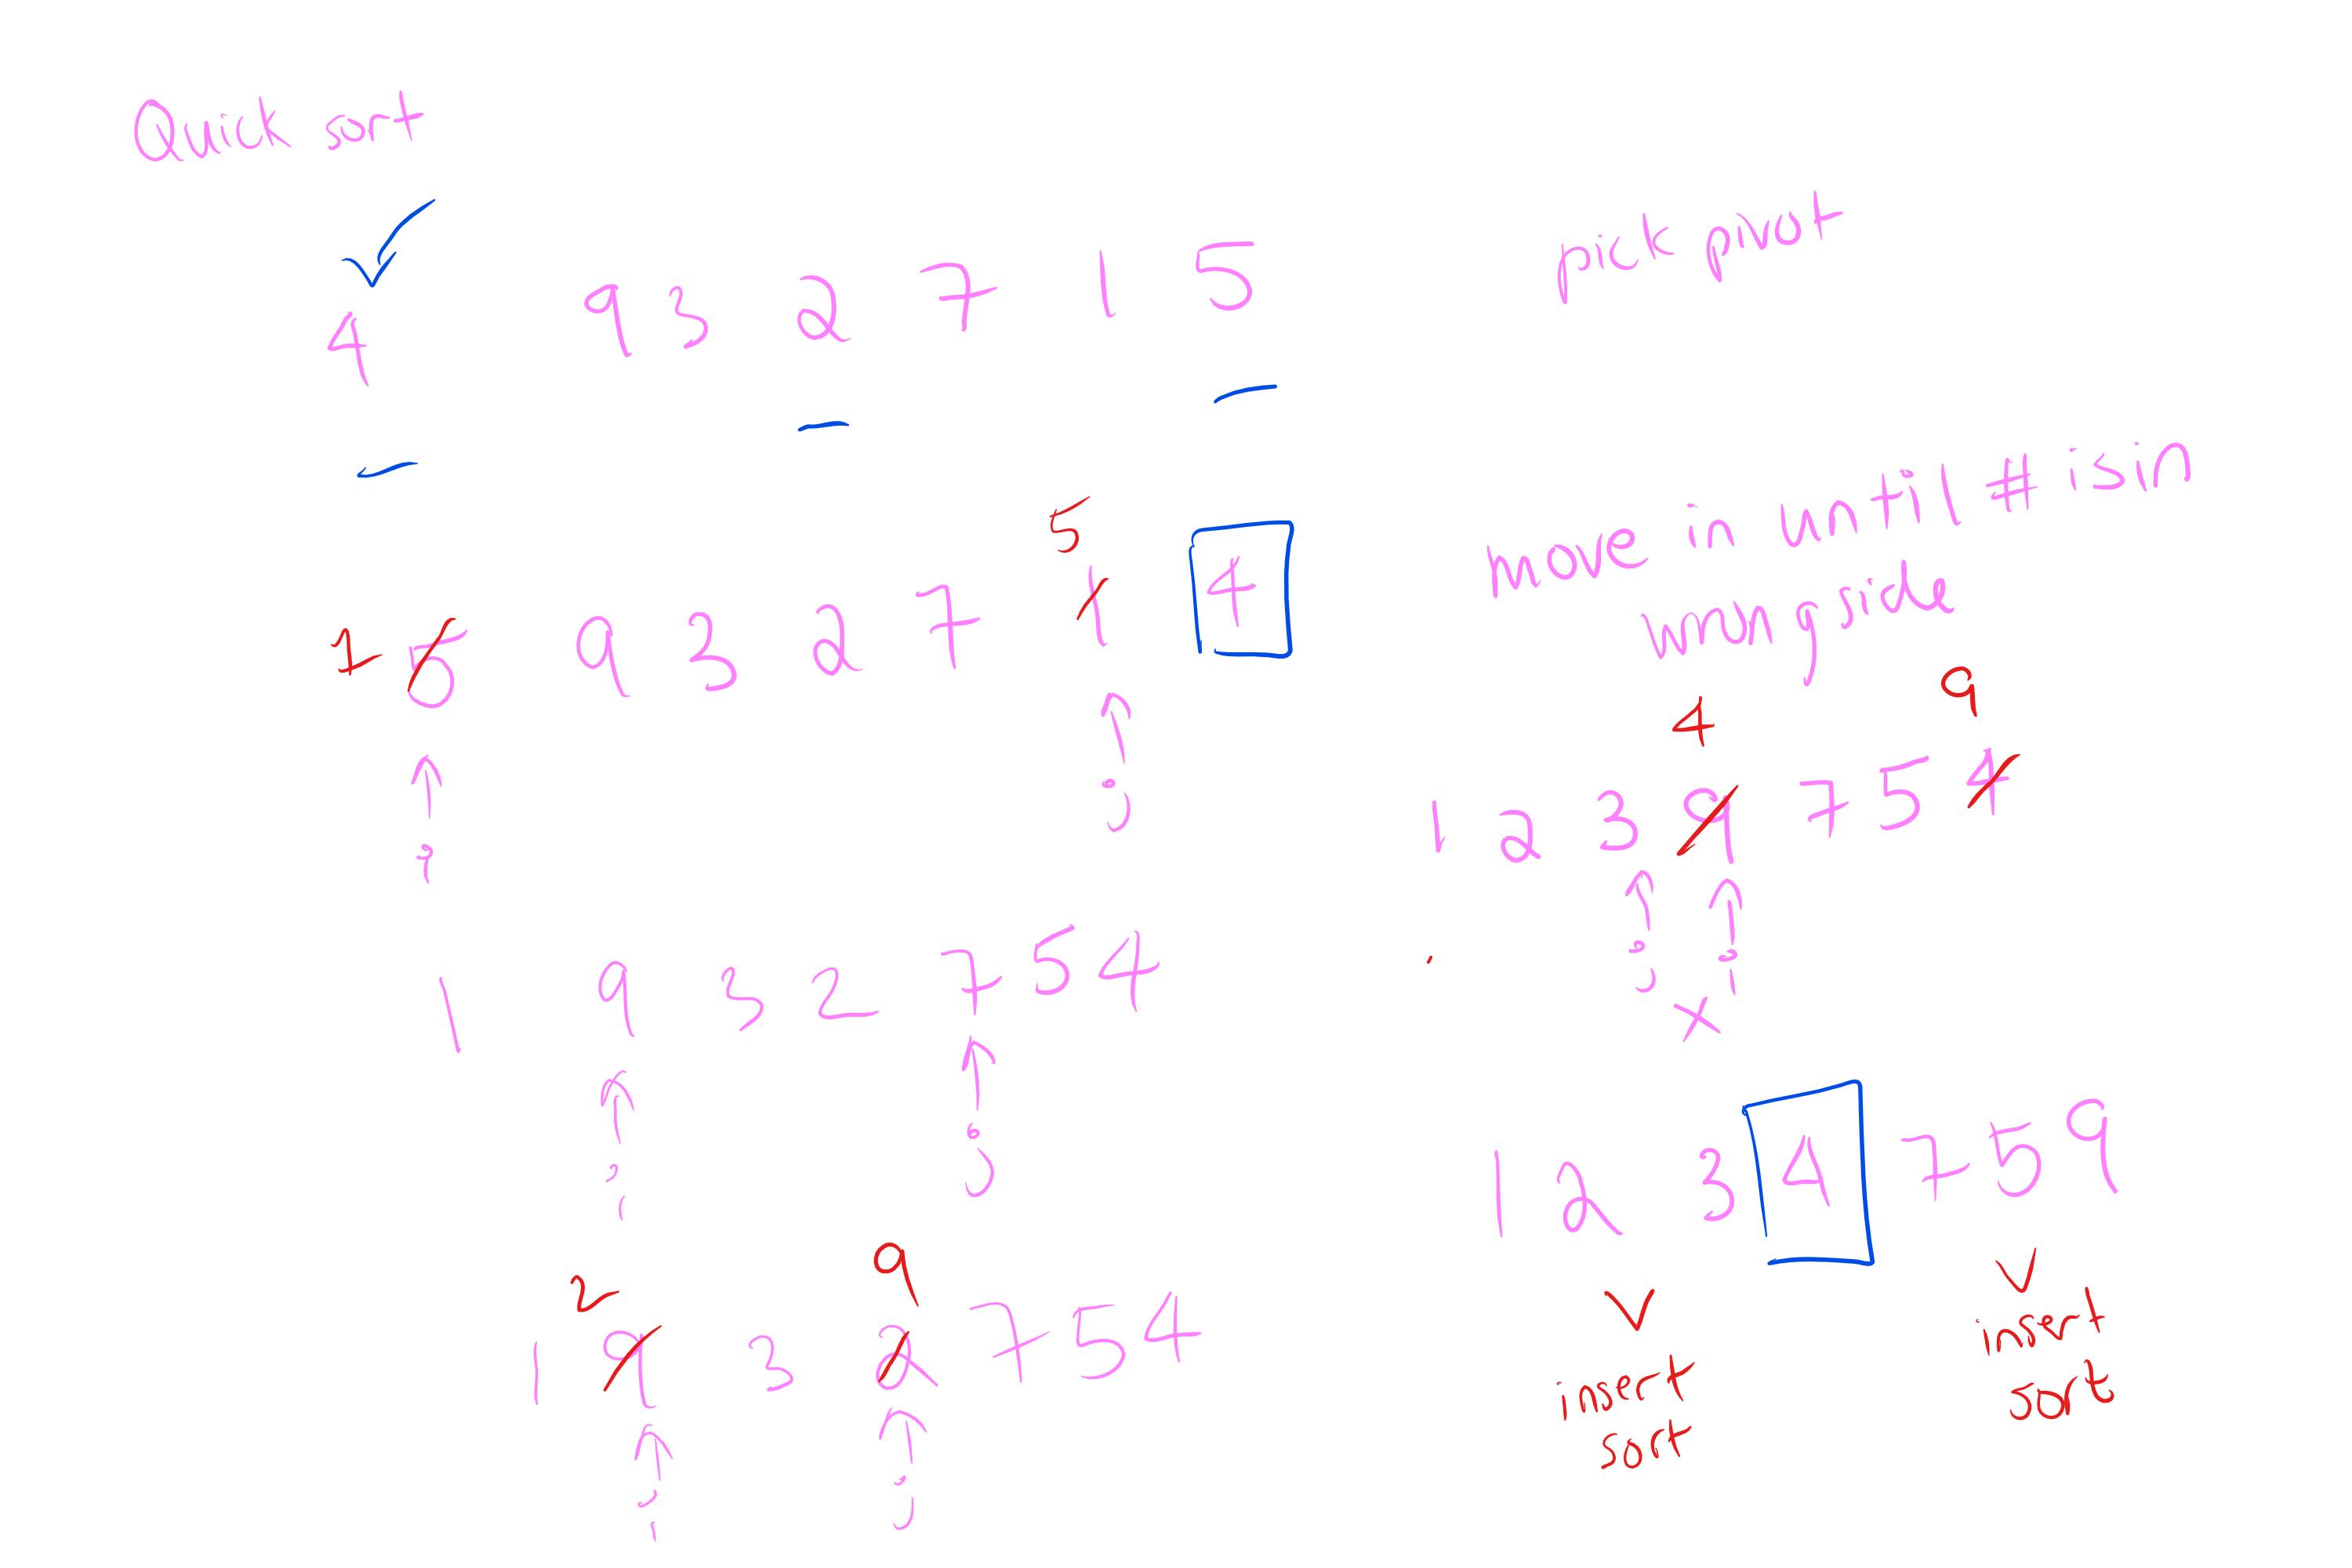 Quick sort
pick pivot
4 9 3 2 7 1 5
move in until # is in
wrong side
5
1 5 9 3 2 7 1 4
i j
4 9
1 2 3 9 7 5 4
j i
x
1 9 3 2 7 5 4
i j
1 2 3 4 7 5 9
insert
sort
insert
sort
2 9
1 9 3 2 7 5 4
i j